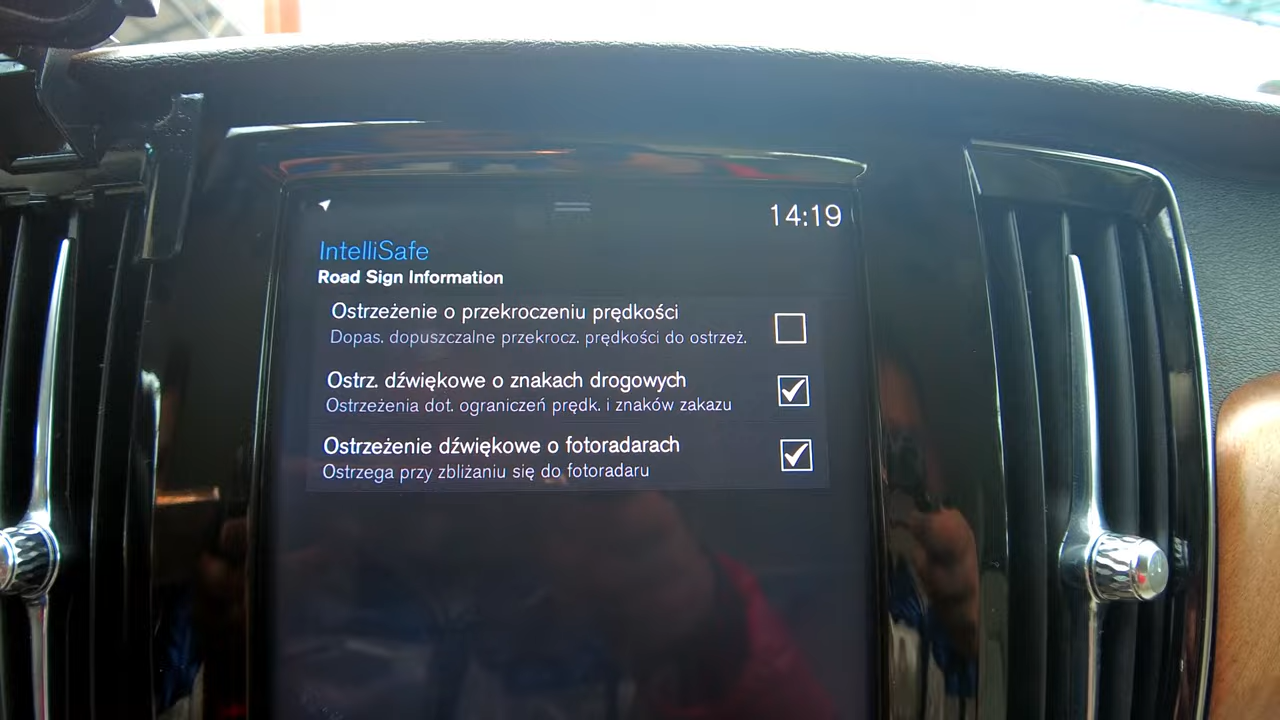 14:19
IntelliSafe
Road Sign Information
Ostrzeżenie o przekroczeniu prędkości
Dopas. dopuszczalne przekrocz. prędkości do ostrzeż.
Ostrz. dźwiękowe o znakach drogowych
Ostrzeżenia dot. ograniczeń prędk. i znaków zakazu
Ostrzeżenie dźwiękowe o fotoradarach
Ostrzega przy zbliżaniu się do fotoradaru